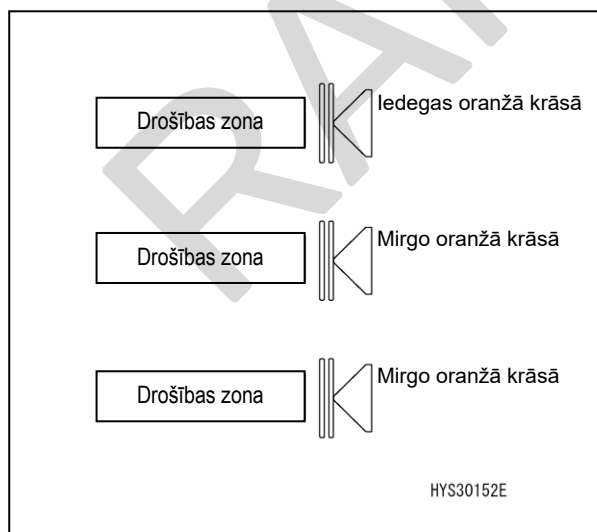 Drošības zona
Iedegas oranžā krāsā
Drošības zona
Mirgo oranžā krāsā
Drošības zona
Mirgo oranžā krāsā
HYS30152E